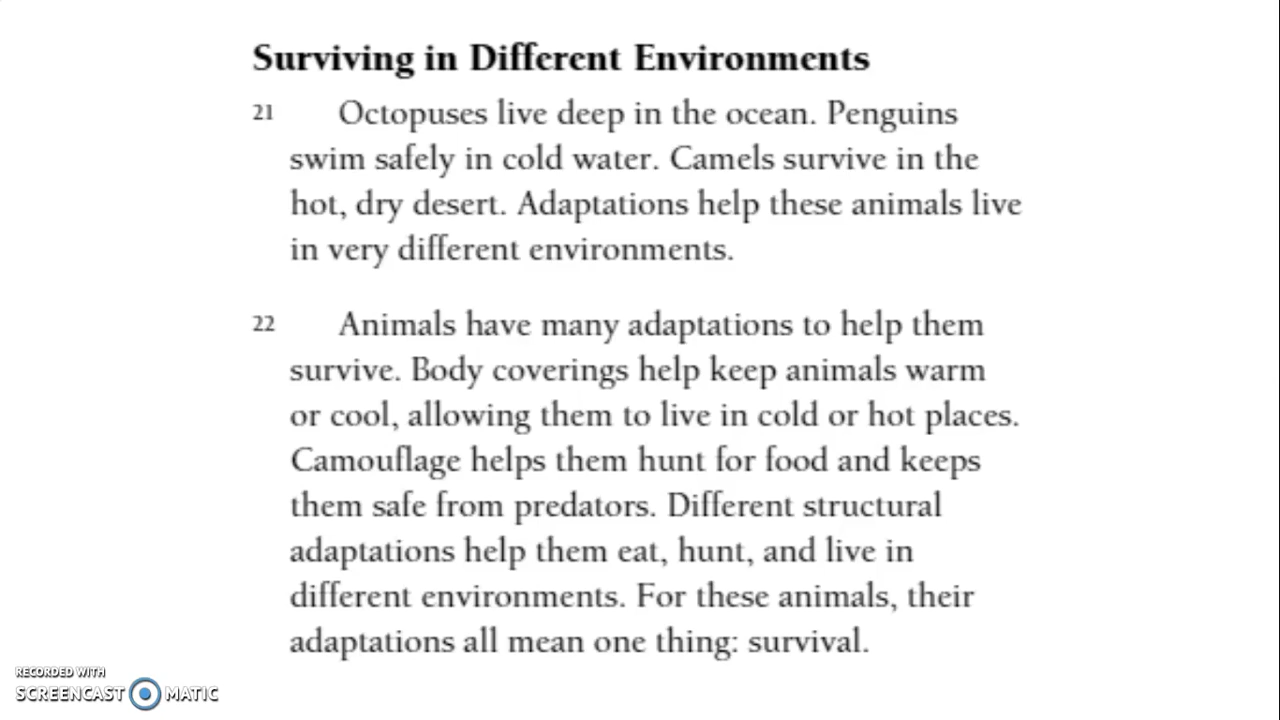 Surviving in Different Environments
21 Octopuses live deep in the ocean. Penguins
swim safely in cold water. Camels survive in the
hot, dry desert. Adaptations help these animals live
in very different environments.
22 Animals have many adaptations to help them
survive. Body coverings help keep animals warm
or cool, allowing them to live in cold or hot places.
Camouflage helps them hunt for food and keeps
them safe from predators. Different structural
adaptations help them eat, hunt, and live in
different environments. For these animals, their
adaptations all mean one thing: survival.
RECORDED WITH
SCREENCAST MATIC